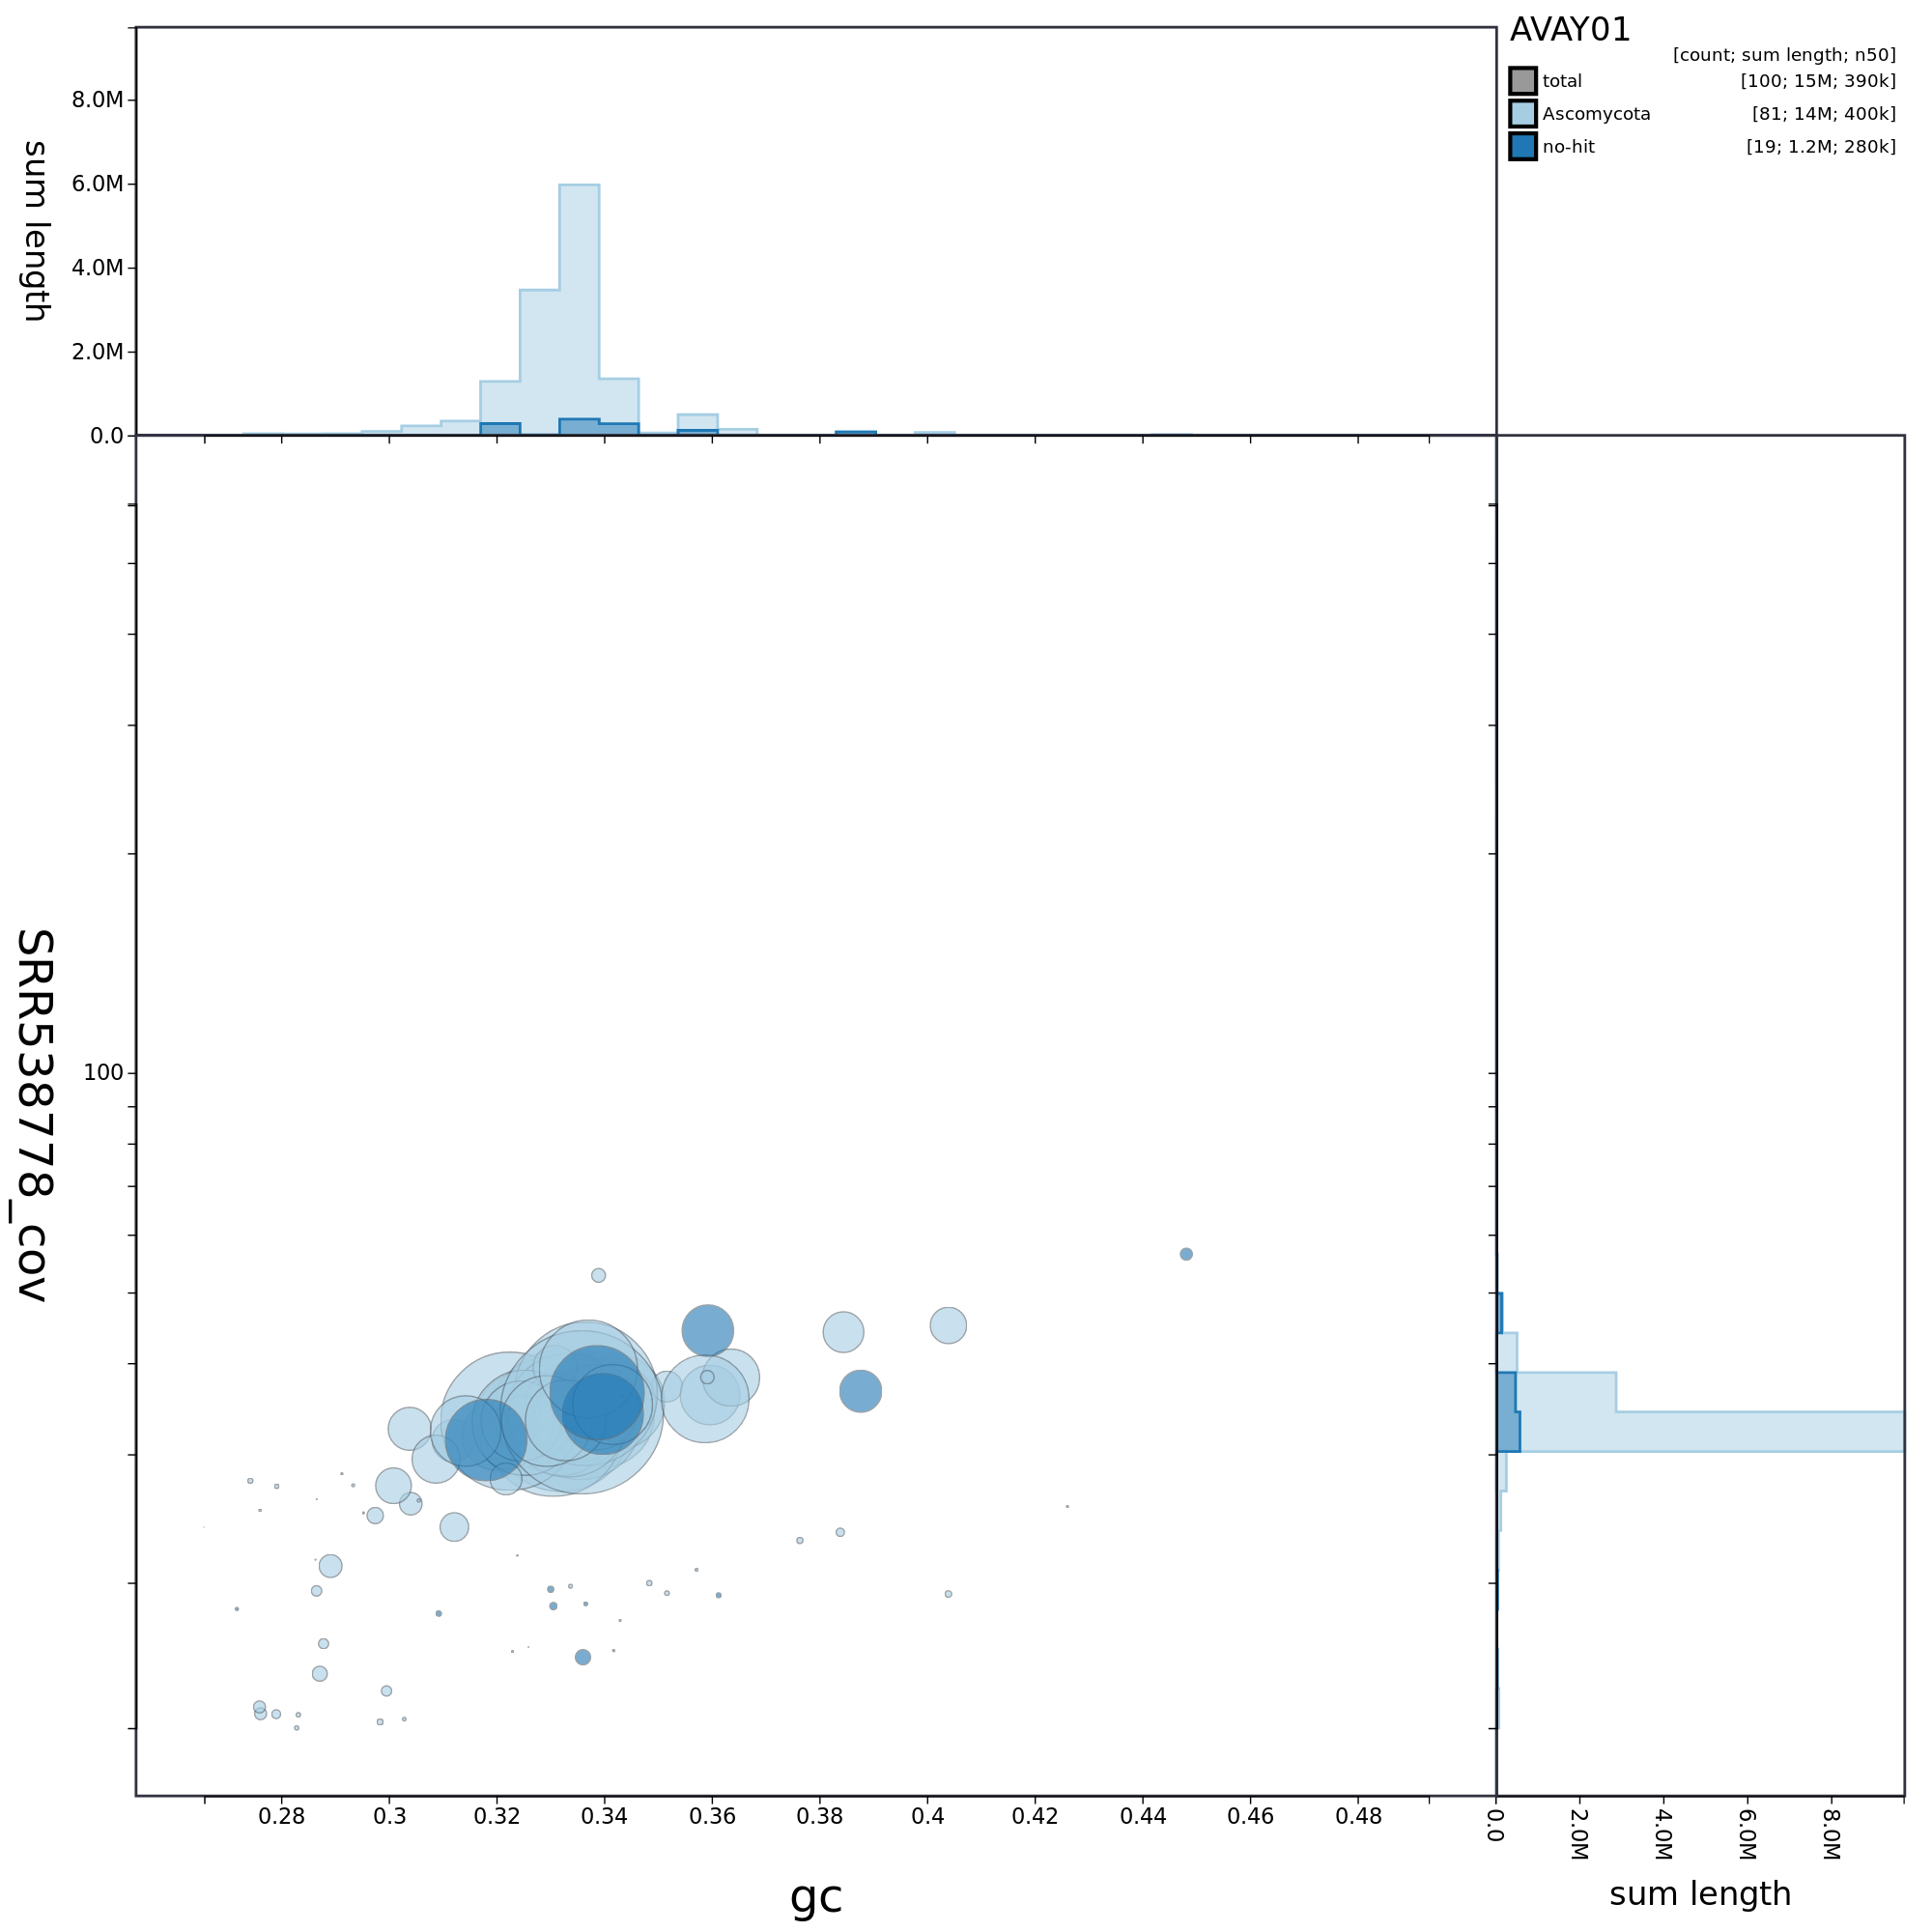 AVAY01
[count; sum length; n50]
total [100; 15M; 390k]
Ascomycota [81; 14M; 400k]
no-hit [19; 1.2M; 280k]
sum length
8.0M
6.0M
4.0M
2.0M
0.0
SRR538778_cov
100
0.28 0.3 0.32 0.34 0.36 0.38 0.4 0.42 0.44 0.46 0.48
gc
0.0 2.0M 4.0M 6.0M 8.0M
sum length